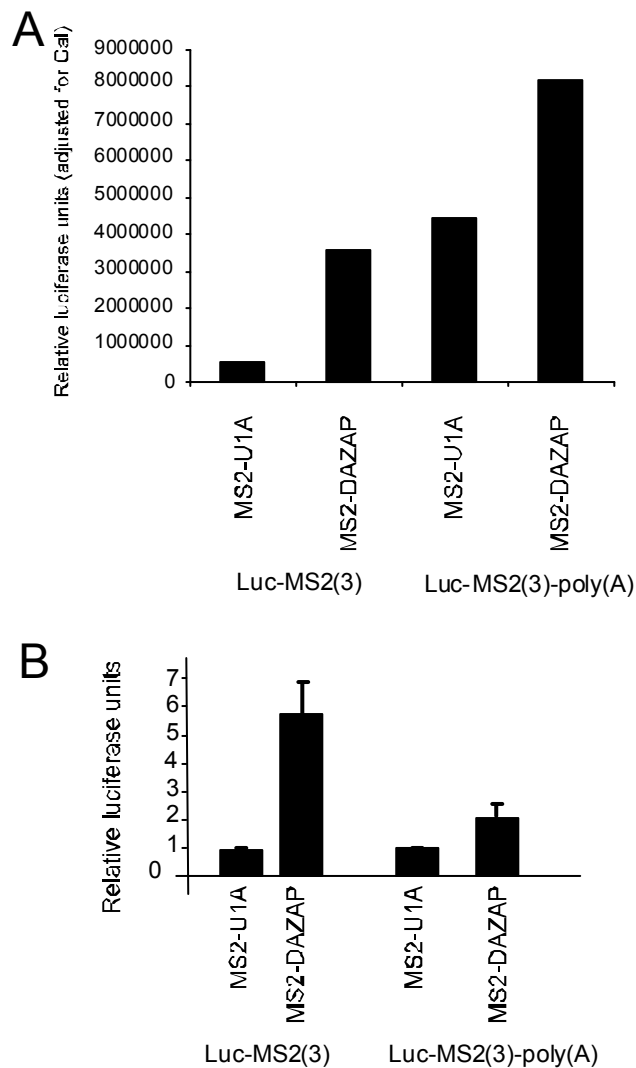 A
Relative luciferase units (adjusted for Gal)
9000000
8000000
7000000
6000000
5000000
4000000
3000000
2000000
1000000
0
MS2-U1A
MS2-DAZAP
MS2-U1A
MS2-DAZAP
Luc-MS2(3)
Luc-MS2(3)-poly(A)
B
Relative luciferase units
7
6
5
4
3
2
1
0
MS2-U1A
MS2-DAZAP
MS2-U1A
MS2-DAZAP
Luc-MS2(3)
Luc-MS2(3)-poly(A)